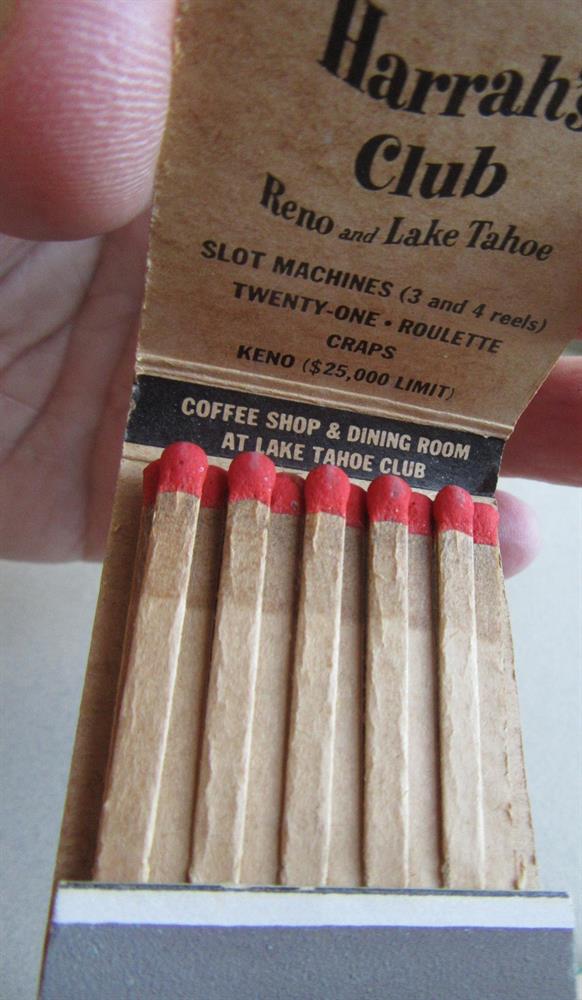 Harrah's
Club
Reno and Lake Tahoe
SLOT MACHINES (3 and 4 reels)
TWENTY-ONE • ROULETTE
CRAPS
KENO ($25,000 LIMIT)
COFFEE SHOP & DINING ROOM
AT LAKE TAHOE CLUB